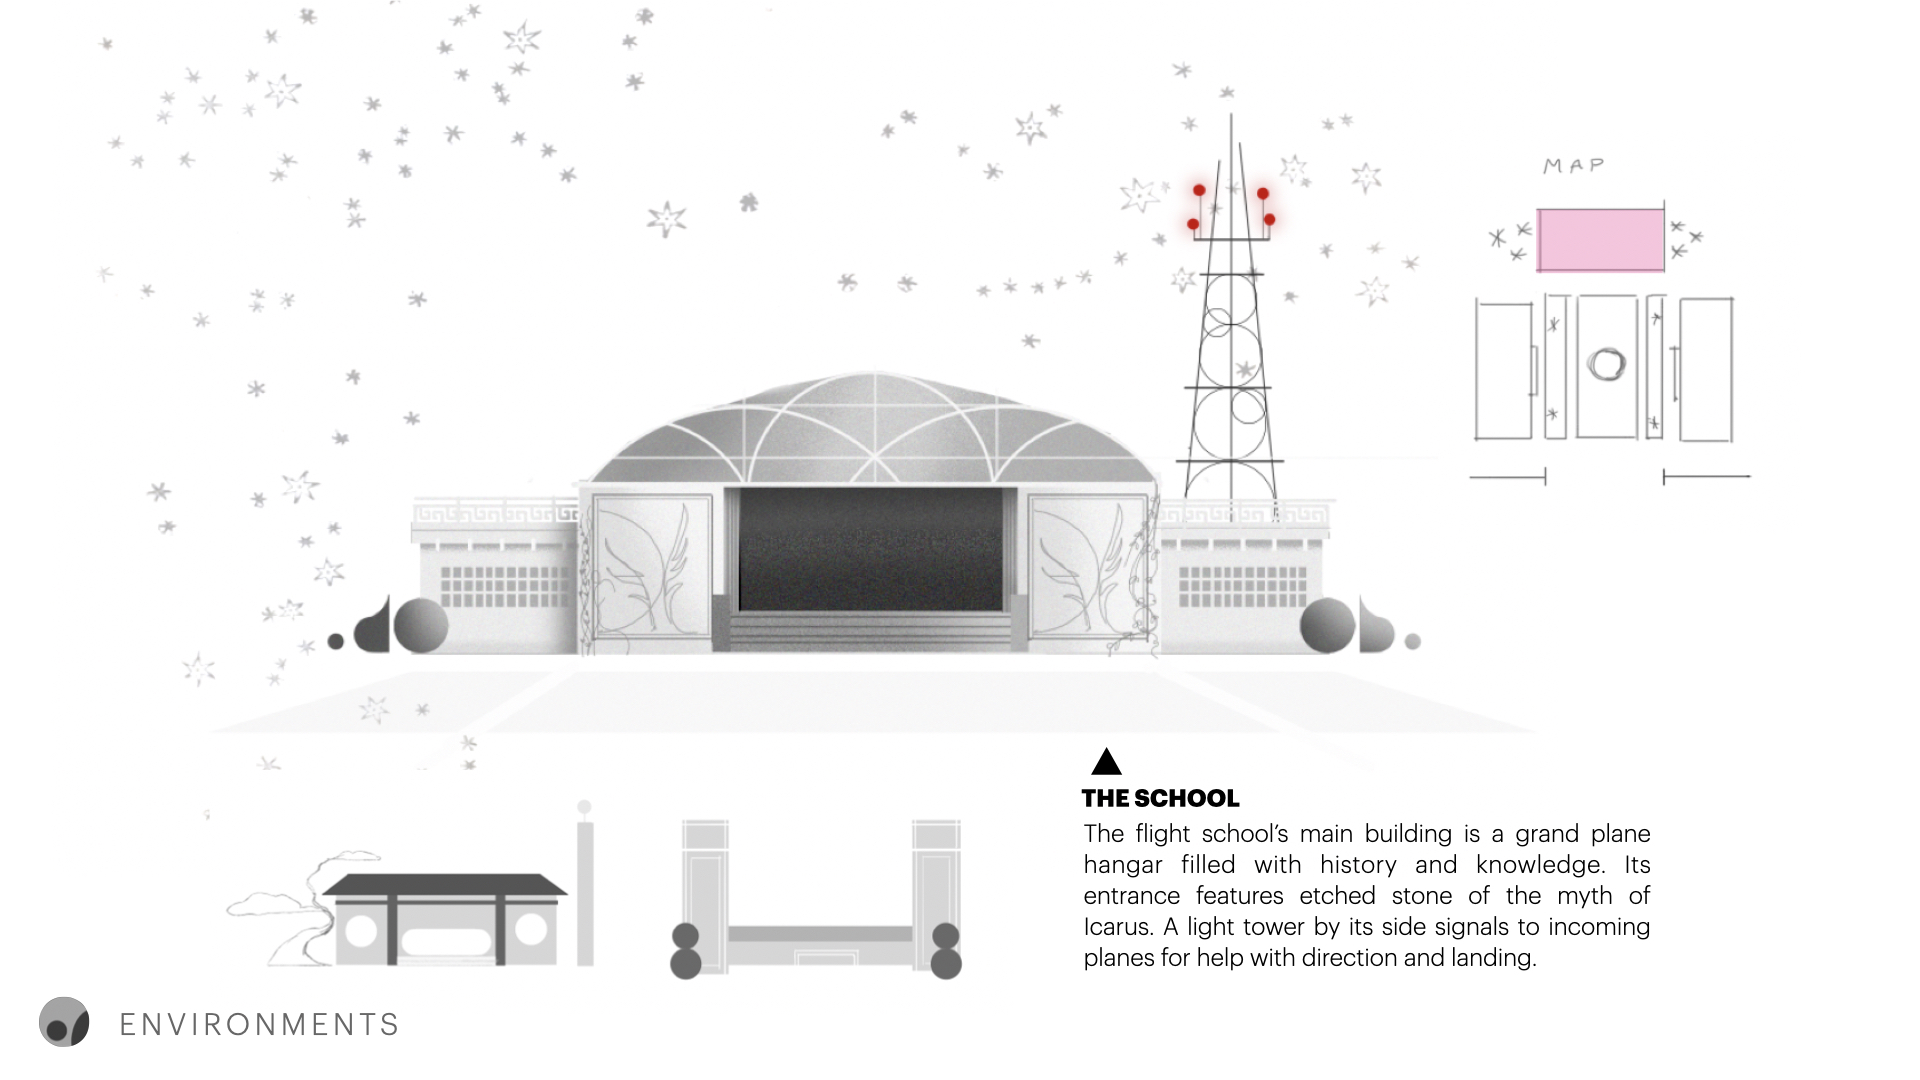 MAP
THE SCHOOL
The flight school’s main building is a grand plane
hangar filled with history and knowledge. Its
entrance features etched stone of the myth of
Icarus. A light tower by its side signals to incoming
planes for help with direction and landing.
ENVIRONMENTS